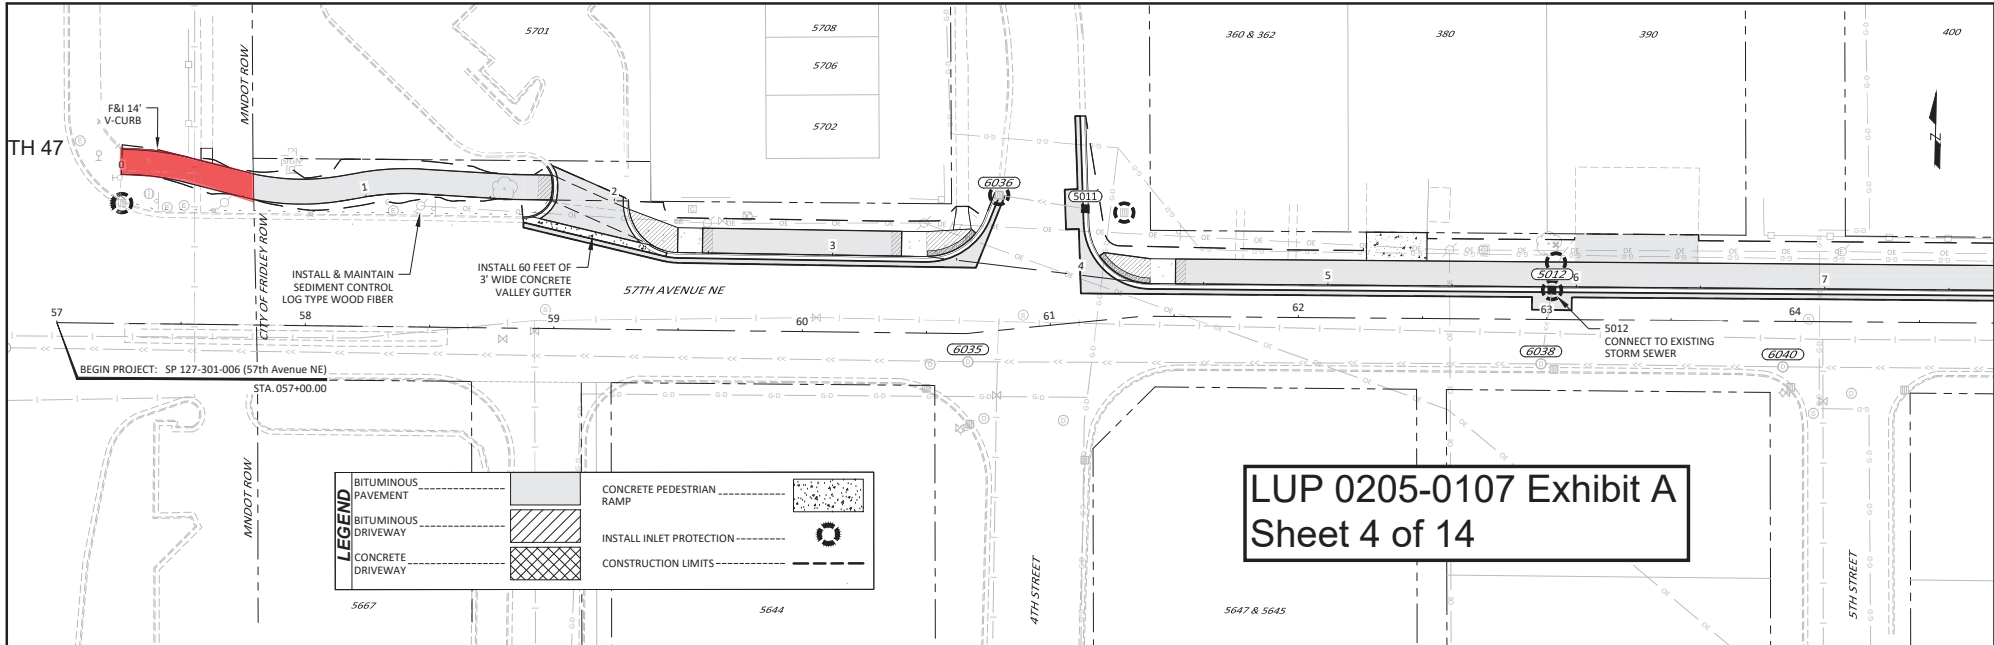 5701
5708
5706
5702
360 & 362
380
390
400
MNDOT ROW
F&I 14'
V-CURB
TH 47
1
2
3
4
5
6
7
6036
5011
5012
Z
INSTALL & MAINTAIN
SEDIMENT CONTROL
LOG TYPE WOOD FIBER
INSTALL 60 FEET OF
3' WIDE CONCRETE
VALLEY GUTTER
57TH AVENUE NE
CITY OF FRIDLEY ROW
57
58
59
60
61
62
63
64
5012
CONNECT TO EXISTING
STORM SEWER
6035
6038
6040
BEGIN PROJECT: SP 127-301-006 (57th Avenue NE)
STA. 057+00.00
MNDOT ROW
LEGEND
BITUMINOUS
PAVEMENT
BITUMINOUS
DRIVEWAY
CONCRETE
DRIVEWAY
CONCRETE PEDESTRIAN
RAMP
INSTALL INLET PROTECTION
CONSTRUCTION LIMITS
LUP 0205-0107 Exhibit A
Sheet 4 of 14
4TH STREET
5TH STREET
5667
5644
5647 & 5645